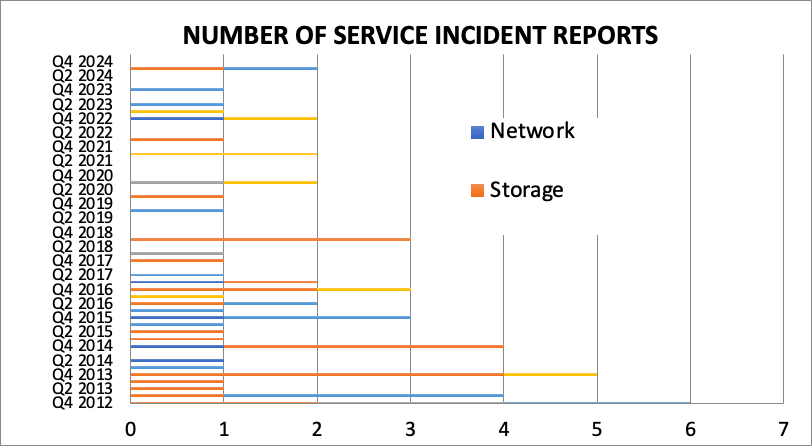 NUMBER OF SERVICE INCIDENT REPORTS
Q4 2024
Q2 2024
Q4 2023
Q2 2023
Q4 2022
Q2 2022
Q4 2021
Q2 2021
Q4 2020
Q2 2020
Q4 2019
Q2 2019
Q4 2018
Q2 2018
Q4 2017
Q2 2017
Q4 2016
Q2 2016
Q4 2015
Q2 2015
Q4 2014
Q2 2014
Q4 2013
Q2 2013
Q4 2012
Network
Storage
0 1 2 3 4 5 6 7